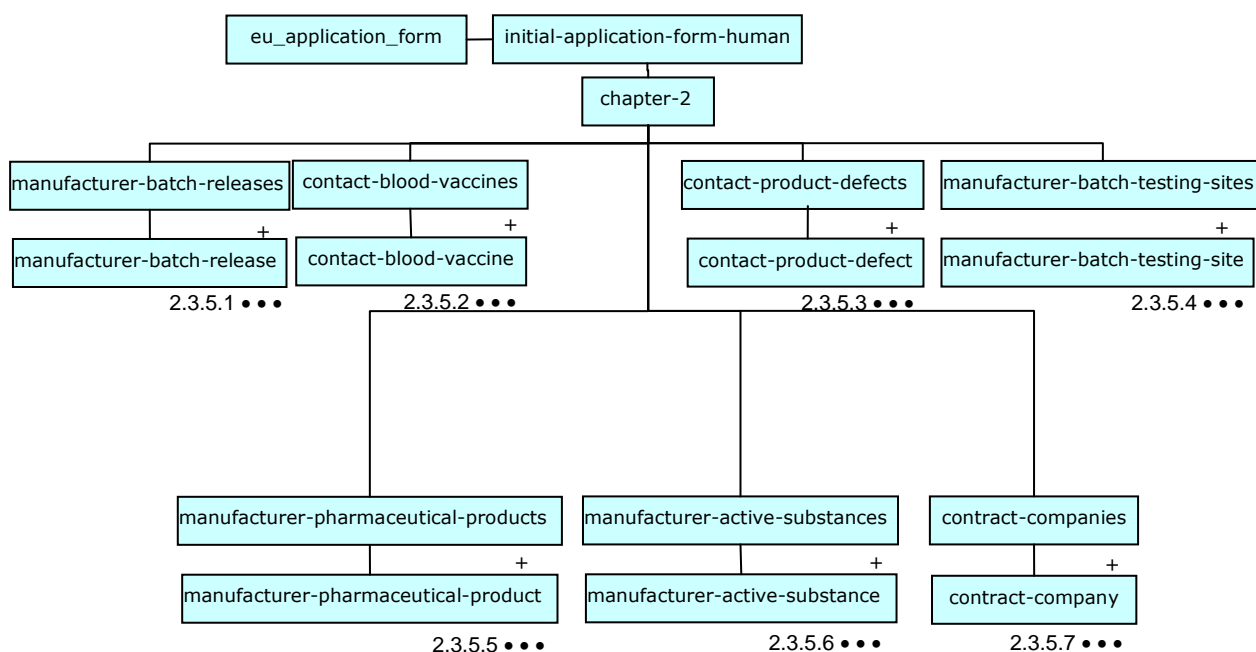 eu_application_form
initial-application-form-human
chapter-2
manufacturer-batch-releases
contact-blood-vaccines
contact-product-defects
manufacturer-batch-testing-sites
+
+
+
+
manufacturer-batch-release
contact-blood-vaccine
contact-product-defect
manufacturer-batch-testing-site
2.3.5.1 ● ● ●
2.3.5.2 ● ● ●
2.3.5.3 ● ● ●
2.3.5.4 ● ● ●
manufacturer-pharmaceutical-products
manufacturer-active-substances
contract-companies
+
+
+
manufacturer-pharmaceutical-product
manufacturer-active-substance
contract-company
2.3.5.5 ● ● ●
2.3.5.6 ● ● ●
2.3.5.7 ● ● ●